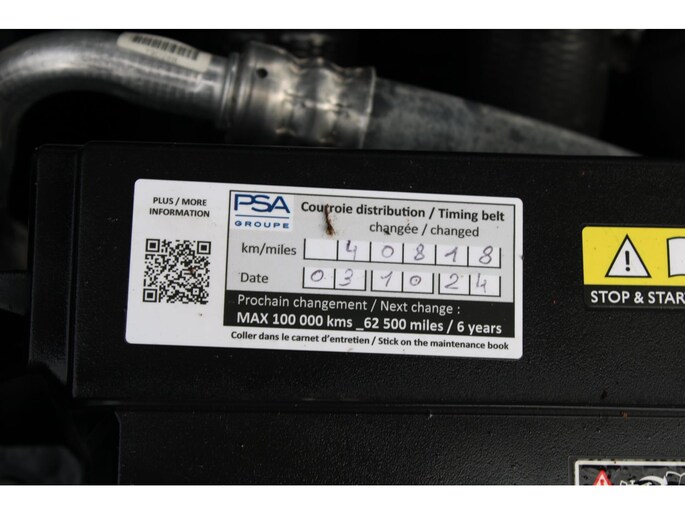 PLUS / MORE
INFORMATION
PSA
GROUPE
Courroie distribution / Timing belt
changée / changed
km/miles 40818
Date 031024
Prochain changement / Next change :
MAX 100 000 kms _62 500 miles / 6 years
Coller dans le carnet d'entretien / Stick on the maintenance book
STOP & STAR